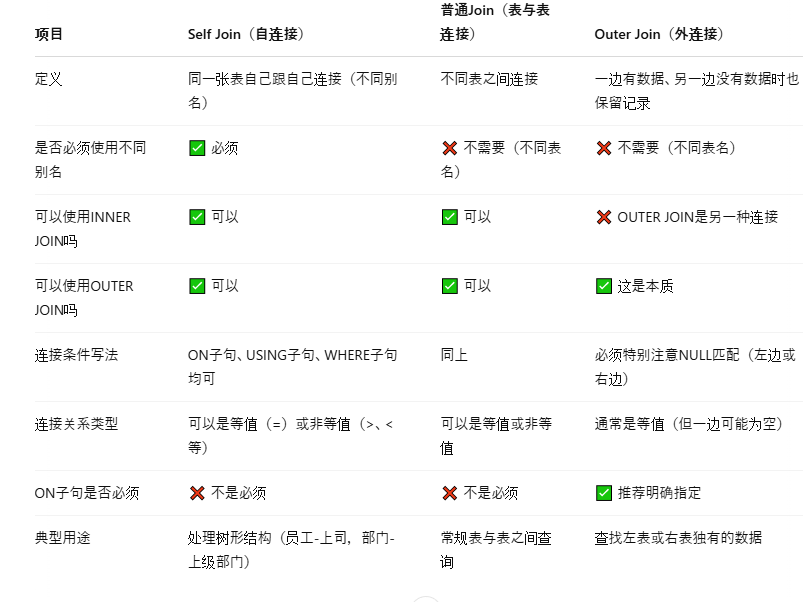 项目
Self Join（自连接）
普通Join（表与表
连接）
Outer Join（外连接）
定义
同一张表自己跟自己连接（不同别
名）
不同表之间连接
一边有数据、另一边没有数据时也
保留记录
是否必须使用不同
别名
✅ 必须
❌ 不需要（不同表
名）
❌ 不需要（不同表名）
可以使用INNER
JOIN吗
✅ 可以
✅ 可以
❌ OUTER JOIN是另一种连接
可以使用OUTER
JOIN吗
✅ 可以
✅ 可以
✅ 这是本质
连接条件写法
ON子句、USING子句、WHERE子句
均可
同上
必须特别注意NULL匹配（左边或
右边）
连接关系类型
可以是等值（=）或非等值（>、<
等）
可以是等值或非等
值
通常是等值（但一边可能为空）
ON子句是否必须
❌ 不是必须
❌ 不是必须
✅ 推荐明确指定
典型用途
处理树形结构（员工-上司，部门-
上级部门）
常规表与表之间查
询
查找左表或右表独有的数据